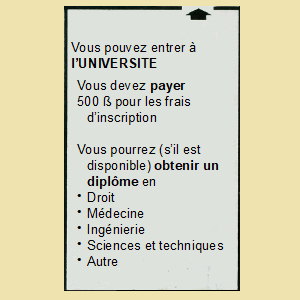 Vous pouvez entrer à
l'UNIVERSITE
Vous devez payer
500 ß pour les frais
d'inscription
Vous pourrez (s'il est
disponible) obtenir un
diplôme en
• Droit
• Médecine
• Ingénierie
• Sciences et techniques
• Autre